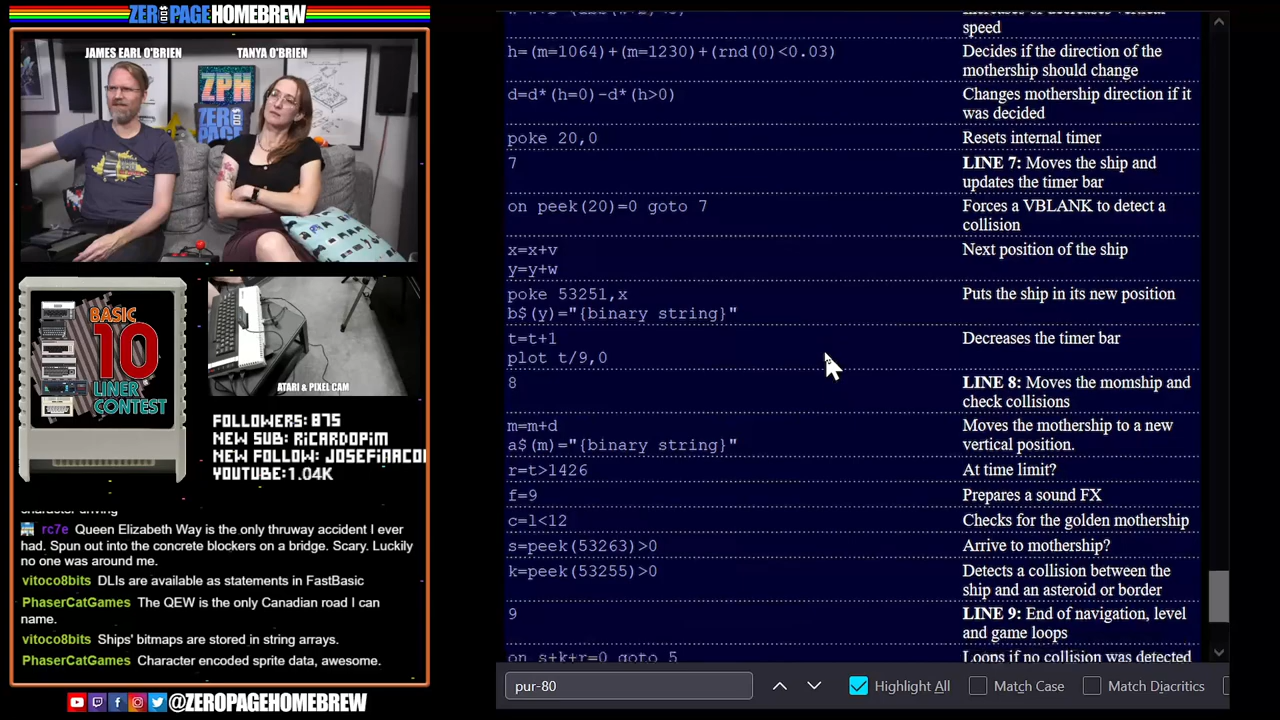 ZERO PAGE HOMEBREW
JAMES EARL O'BRIEN
TANYA O'BRIEN
ZPH
ZERO
PAGE
BASIC
10
LINER
CONTEST
ATARI & PIXEL CAM
FOLLOWERS: 875
NEW SUB: RICARDOPIM
NEW FOLLOW: JOSEFINACO
YOUTUBE: 1.04K
character driving
rc7e Queen Elizabeth Way is the only thruway accident I ever
had. Spun out into the concrete blockers on a bridge. Scary. Luckily
no one was around me.
vitoco8bits DLIs are available as statements in FastBasic
PhaserCatGames The QEW is the only Canadian road I can
name.
vitoco8bits Ships' bitmaps are stored in string arrays.
PhaserCatGames Character encoded sprite data, awesome.
@ZEROPAGEHOMEBREW
speed
h=(m=1064)+(m=1230)+(rnd(0)<0.03)
Decides if the direction of the
mothership should change
d=d*(h=0)-d*(h>0)
Changes mothership direction if it
was decided
poke 20,0
Resets internal timer
7
LINE 7: Moves the ship and
updates the timer bar
on peek(20)=0 goto 7
Forces a VBLANK to detect a
collision
x=x+v
y=y+w
Next position of the ship
poke 53251,x
b$(y)="{binary string}"
Puts the ship in its new position
t=t+1
plot t/9,0
Decreases the timer bar
8
LINE 8: Moves the momship and
check collisions
m=m+d
a$(m)="{binary string}"
Moves the mothership to a new
vertical position.
r=t>1426
At time limit?
f=9
Prepares a sound FX
c=l<12
Checks for the golden mothership
s=peek(53263)>0
Arrive to mothership?
k=peek(53255)>0
Detects a collision between the
ship and an asteroid or border
9
LINE 9: End of navigation, level
and game loops
on s+k+r=0 goto 5
Loops if no collision was detected
pur-80
Highlight All
Match Case
Match Diacritics